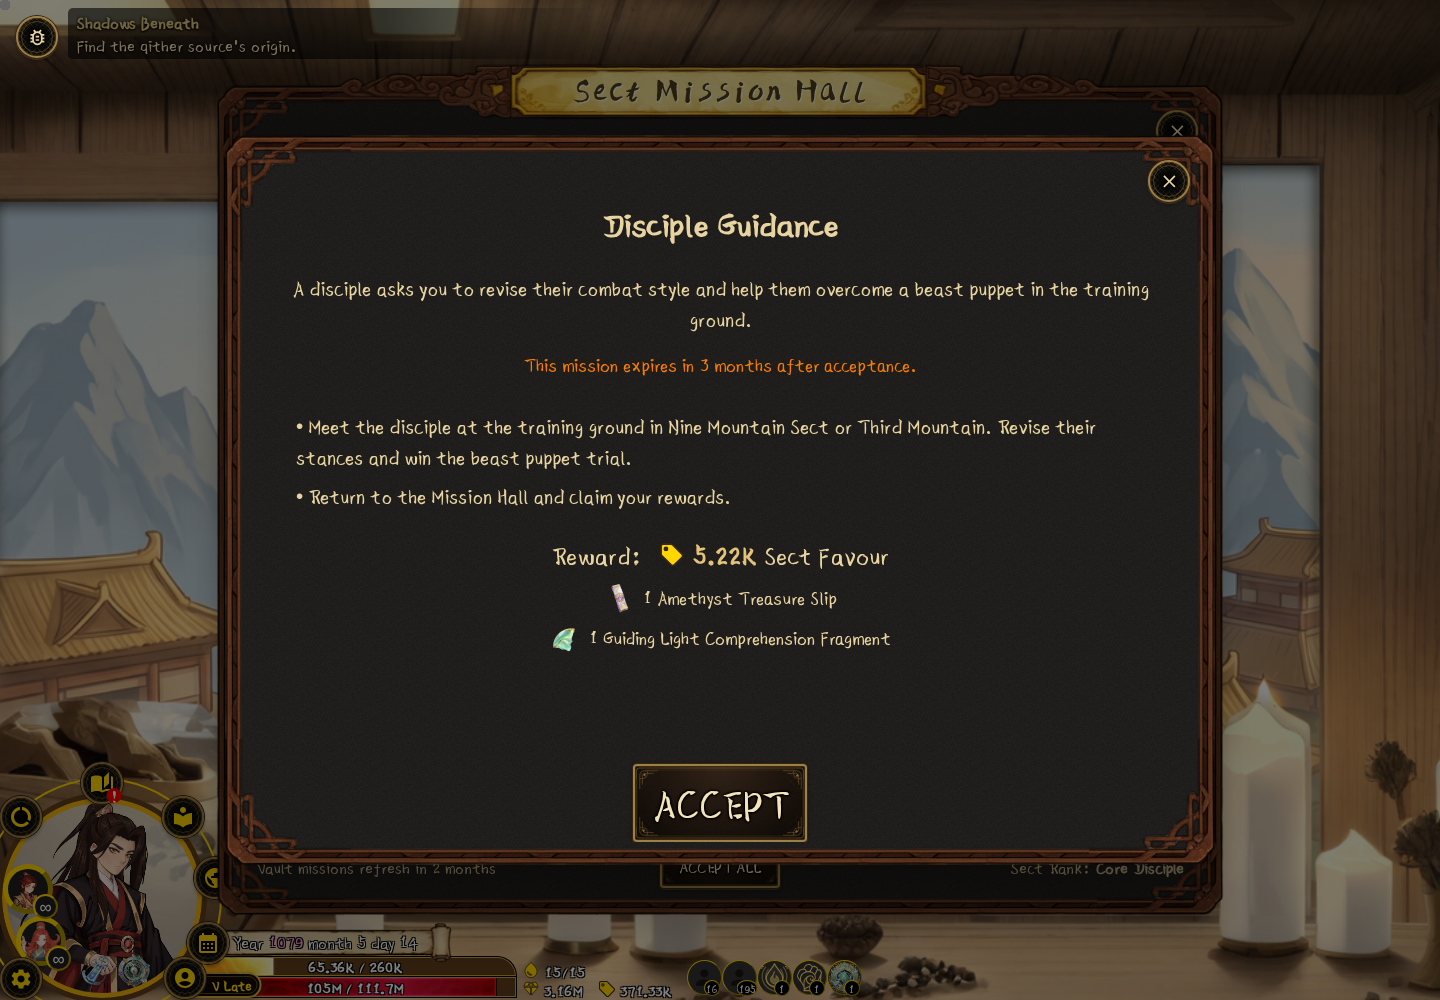 Shadows Beneath
Find the qither source's origin.
Sect Mission Hall
Disciple Guidance
A disciple asks you to revise their combat style and help them overcome a beast puppet in the training
ground.
This mission expires in 3 months after acceptance.
• Meet the disciple at the training ground in Nine Mountain Sect or Third Mountain. Revise their
stances and win the beast puppet trial.
• Return to the Mission Hall and claim your rewards.
Reward: 5.22K Sect Favour
1 Amethyst Treasure Slip
1 Guiding Light Comprehension Fragment
ACCEPT
Vault missions refresh in 2 months
ACCEPT ALL
Sect Rank: Core Disciple
∞
∞
Year 1079 month 5 day 14
65.36K / 260K
V Late
105M / 111.7M
15/15
3.16M
371.33K
16
195
1
1
1